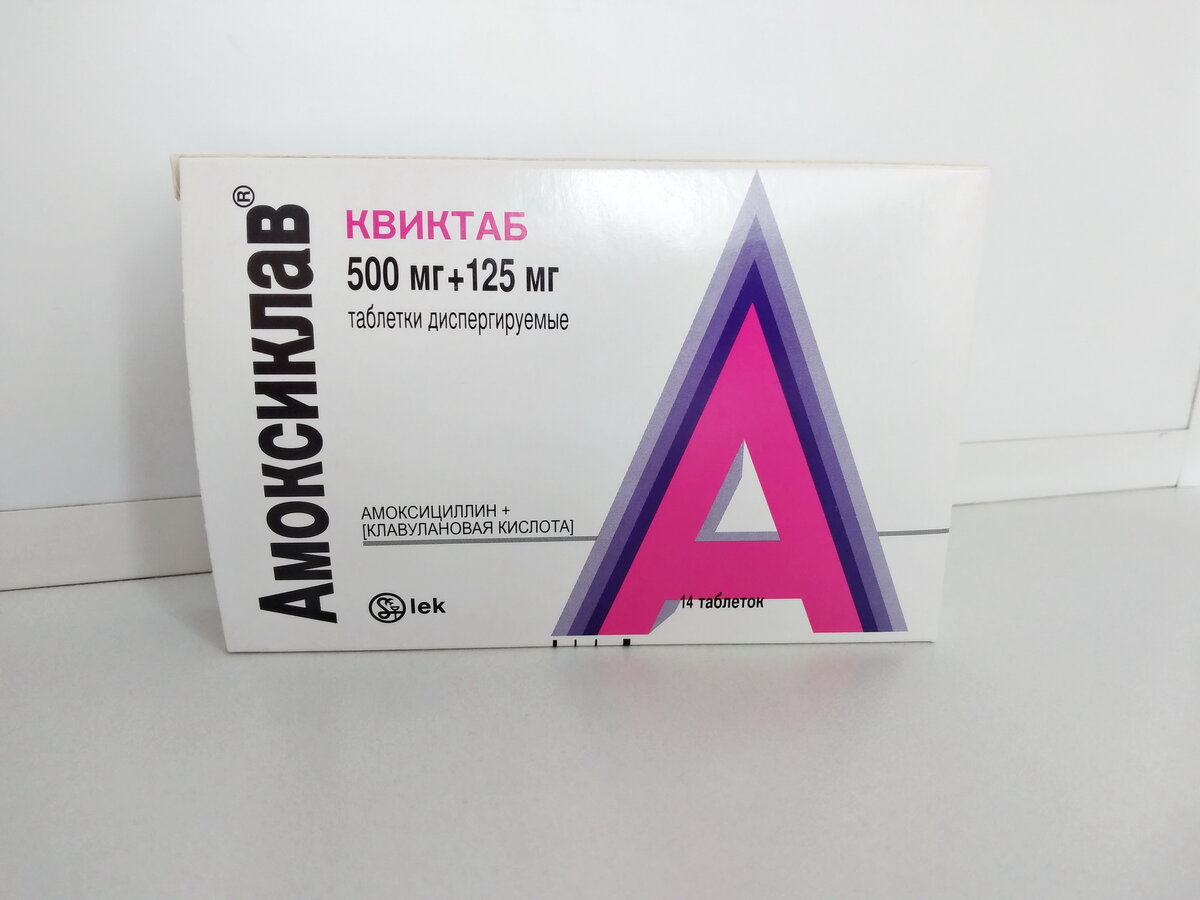 Амоксиклав®
КВИКТАБ
500 мг+125 мг
таблетки диспергируемые
АМОКСИЦИЛЛИН +
[КЛАВУЛАНОВАЯ КИСЛОТА]
lek
14 таблеток